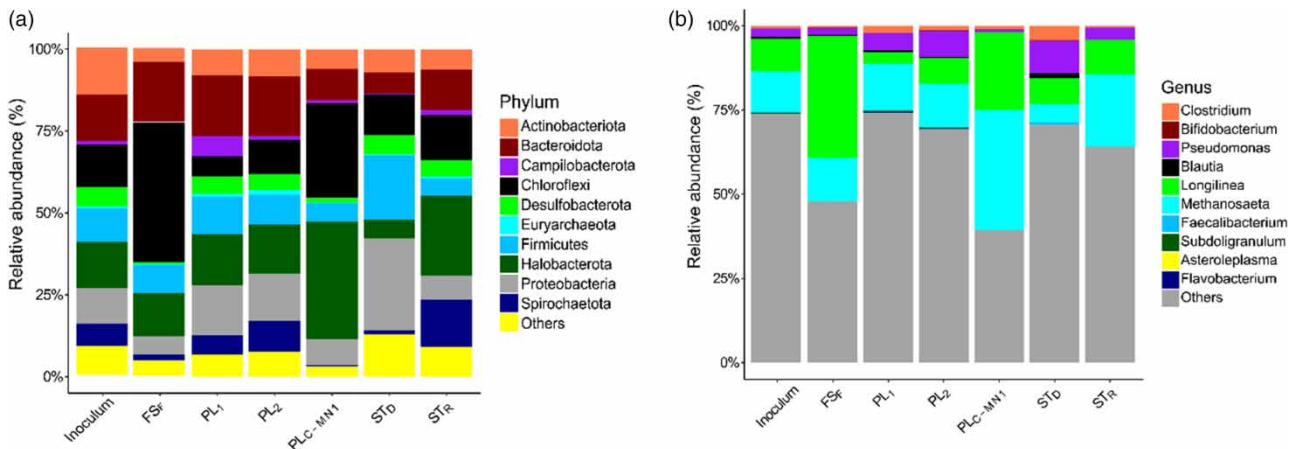 (a)
Relative abundance (%)
100%
75%
50%
25%
0%
Inoculum
FSF
PL1
PL2
PLC-MN1
STD
STR
Phylum
Actinobacteriota
Bacteroidota
Campilobacterota
Chloroflexi
Desulfobacterota
Euryarchaeota
Firmicutes
Halobacterota
Proteobacteria
Spirochaetota
Others
(b)
Relative abundance (%)
100%
75%
50%
25%
0%
Inoculum
FSF
PL1
PL2
PLC-MN1
STD
STR
Genus
Clostridium
Bifidobacterium
Pseudomonas
Blautia
Longilinea
Methanosaeta
Faecalibacterium
Subdoligranulum
Asteroleplasma
Flavobacterium
Others